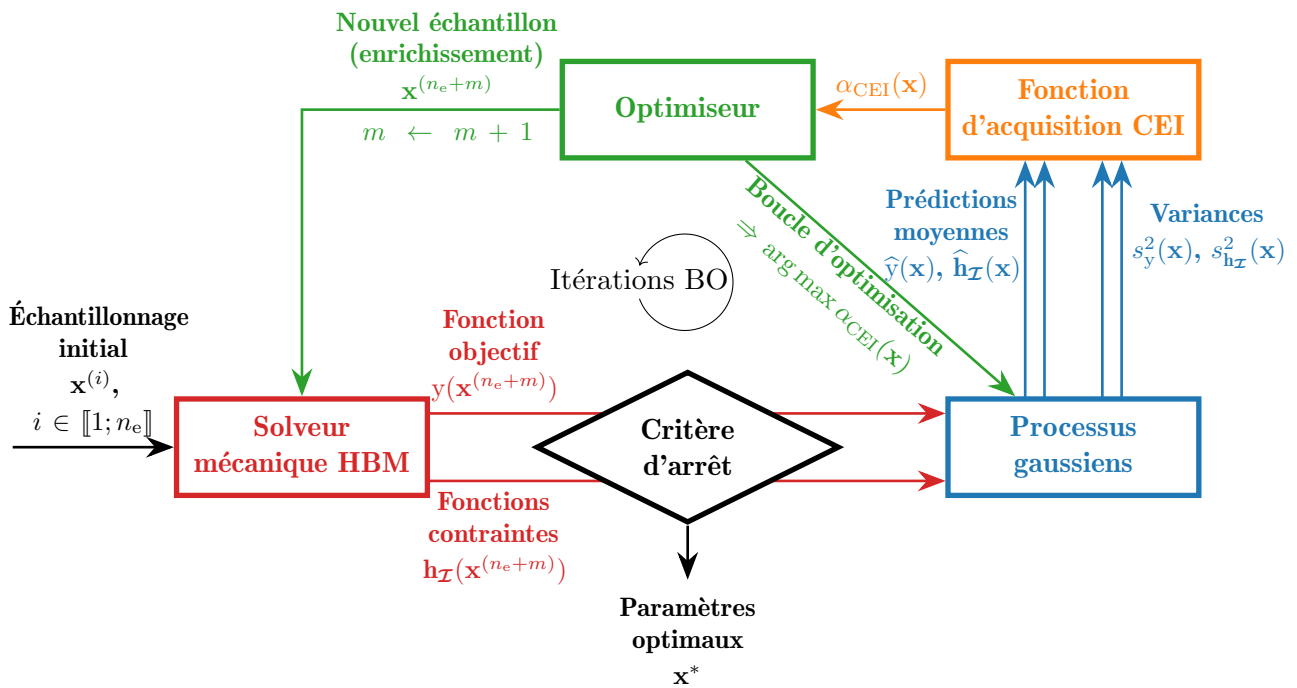 Nouvel échantillon
(enrichissement)
x^{(n_e+m)}
m ← m + 1
Optimiseur
α_CEI(x)
Fonction
d'acquisition CEI
Boucle d'optimisation
⇒ arg max α_CEI(x)
Prédictions
moyennes
ŷ(x), ĥ_ℐ(x)
Variances
s²_y(x), s²_{h_ℐ}(x)
Itérations BO
Échantillonnage
initial
x^{(i)},
i ∈ ⟦1; n_e⟧
Solveur
mécanique HBM
Fonction
objectif
y(x^{(n_e+m)})
Fonctions
contraintes
h_ℐ(x^{(n_e+m)})
Critère
d'arrêt
Processus
gaussiens
Paramètres
optimaux
x*